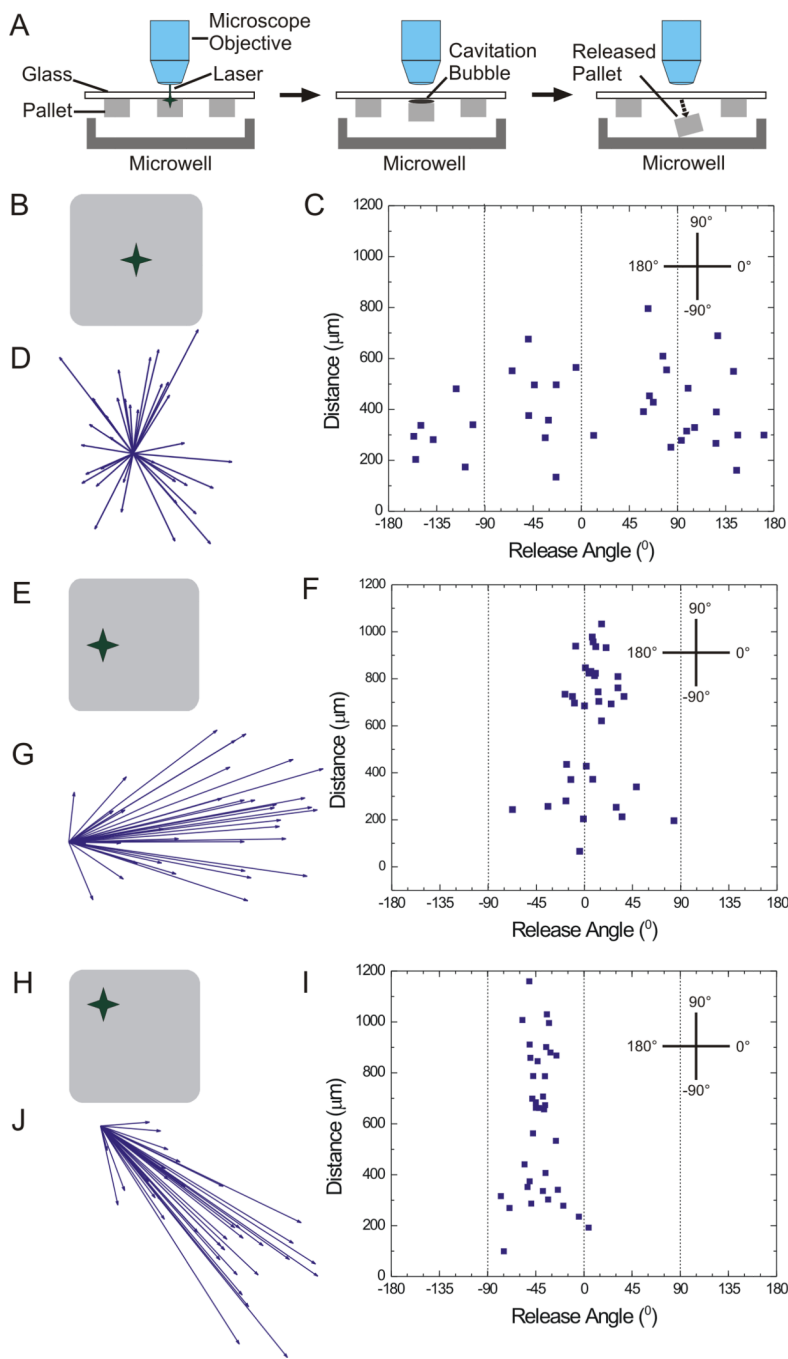 A
Microscope
Objective
Laser
Glass
Pallet
Cavitation
Bubble
Released
Pallet
Microwell
Microwell
Microwell
B
C
1200
1000
800
600
400
200
0
Distance (µm)
90°
180°
0°
-90°
-180 -135 -90 -45 0 45 90 145 180
Release Angle (⁰)
D
E
F
1200
1000
800
600
400
200
0
Distance (µm)
90°
180°
0°
-90°
-180 -135 -90 -45 0 45 90 135 180
Release Angle (⁰)
G
H
I
1200
1000
800
600
400
200
0
Distance (µm)
90°
180°
0°
-90°
-180 -135 -90 -45 0 45 90 135 180
Release Angle (⁰)
J